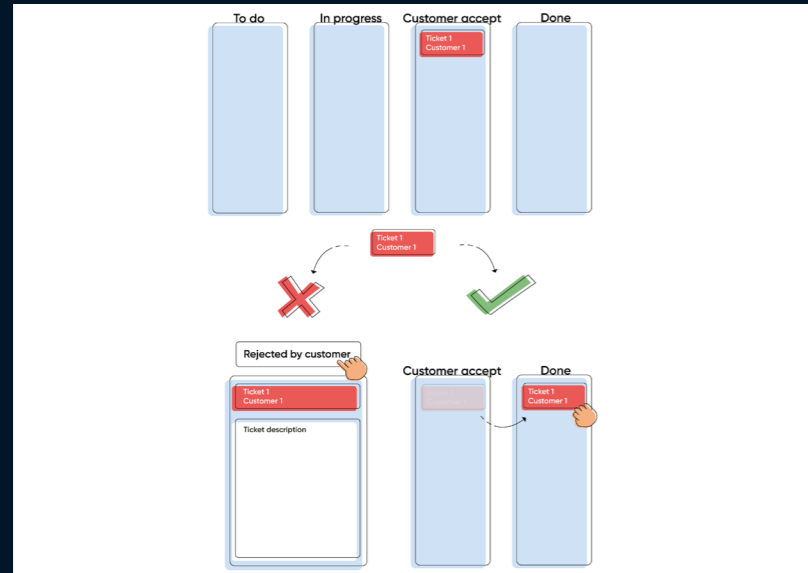 To do
In progress
Customer accept
Done
Ticket 1
Customer 1
Ticket 1
Customer 1
Rejected by customer
Ticket 1
Customer 1
Ticket description
Customer accept
Done
Ticket 1
Customer 1